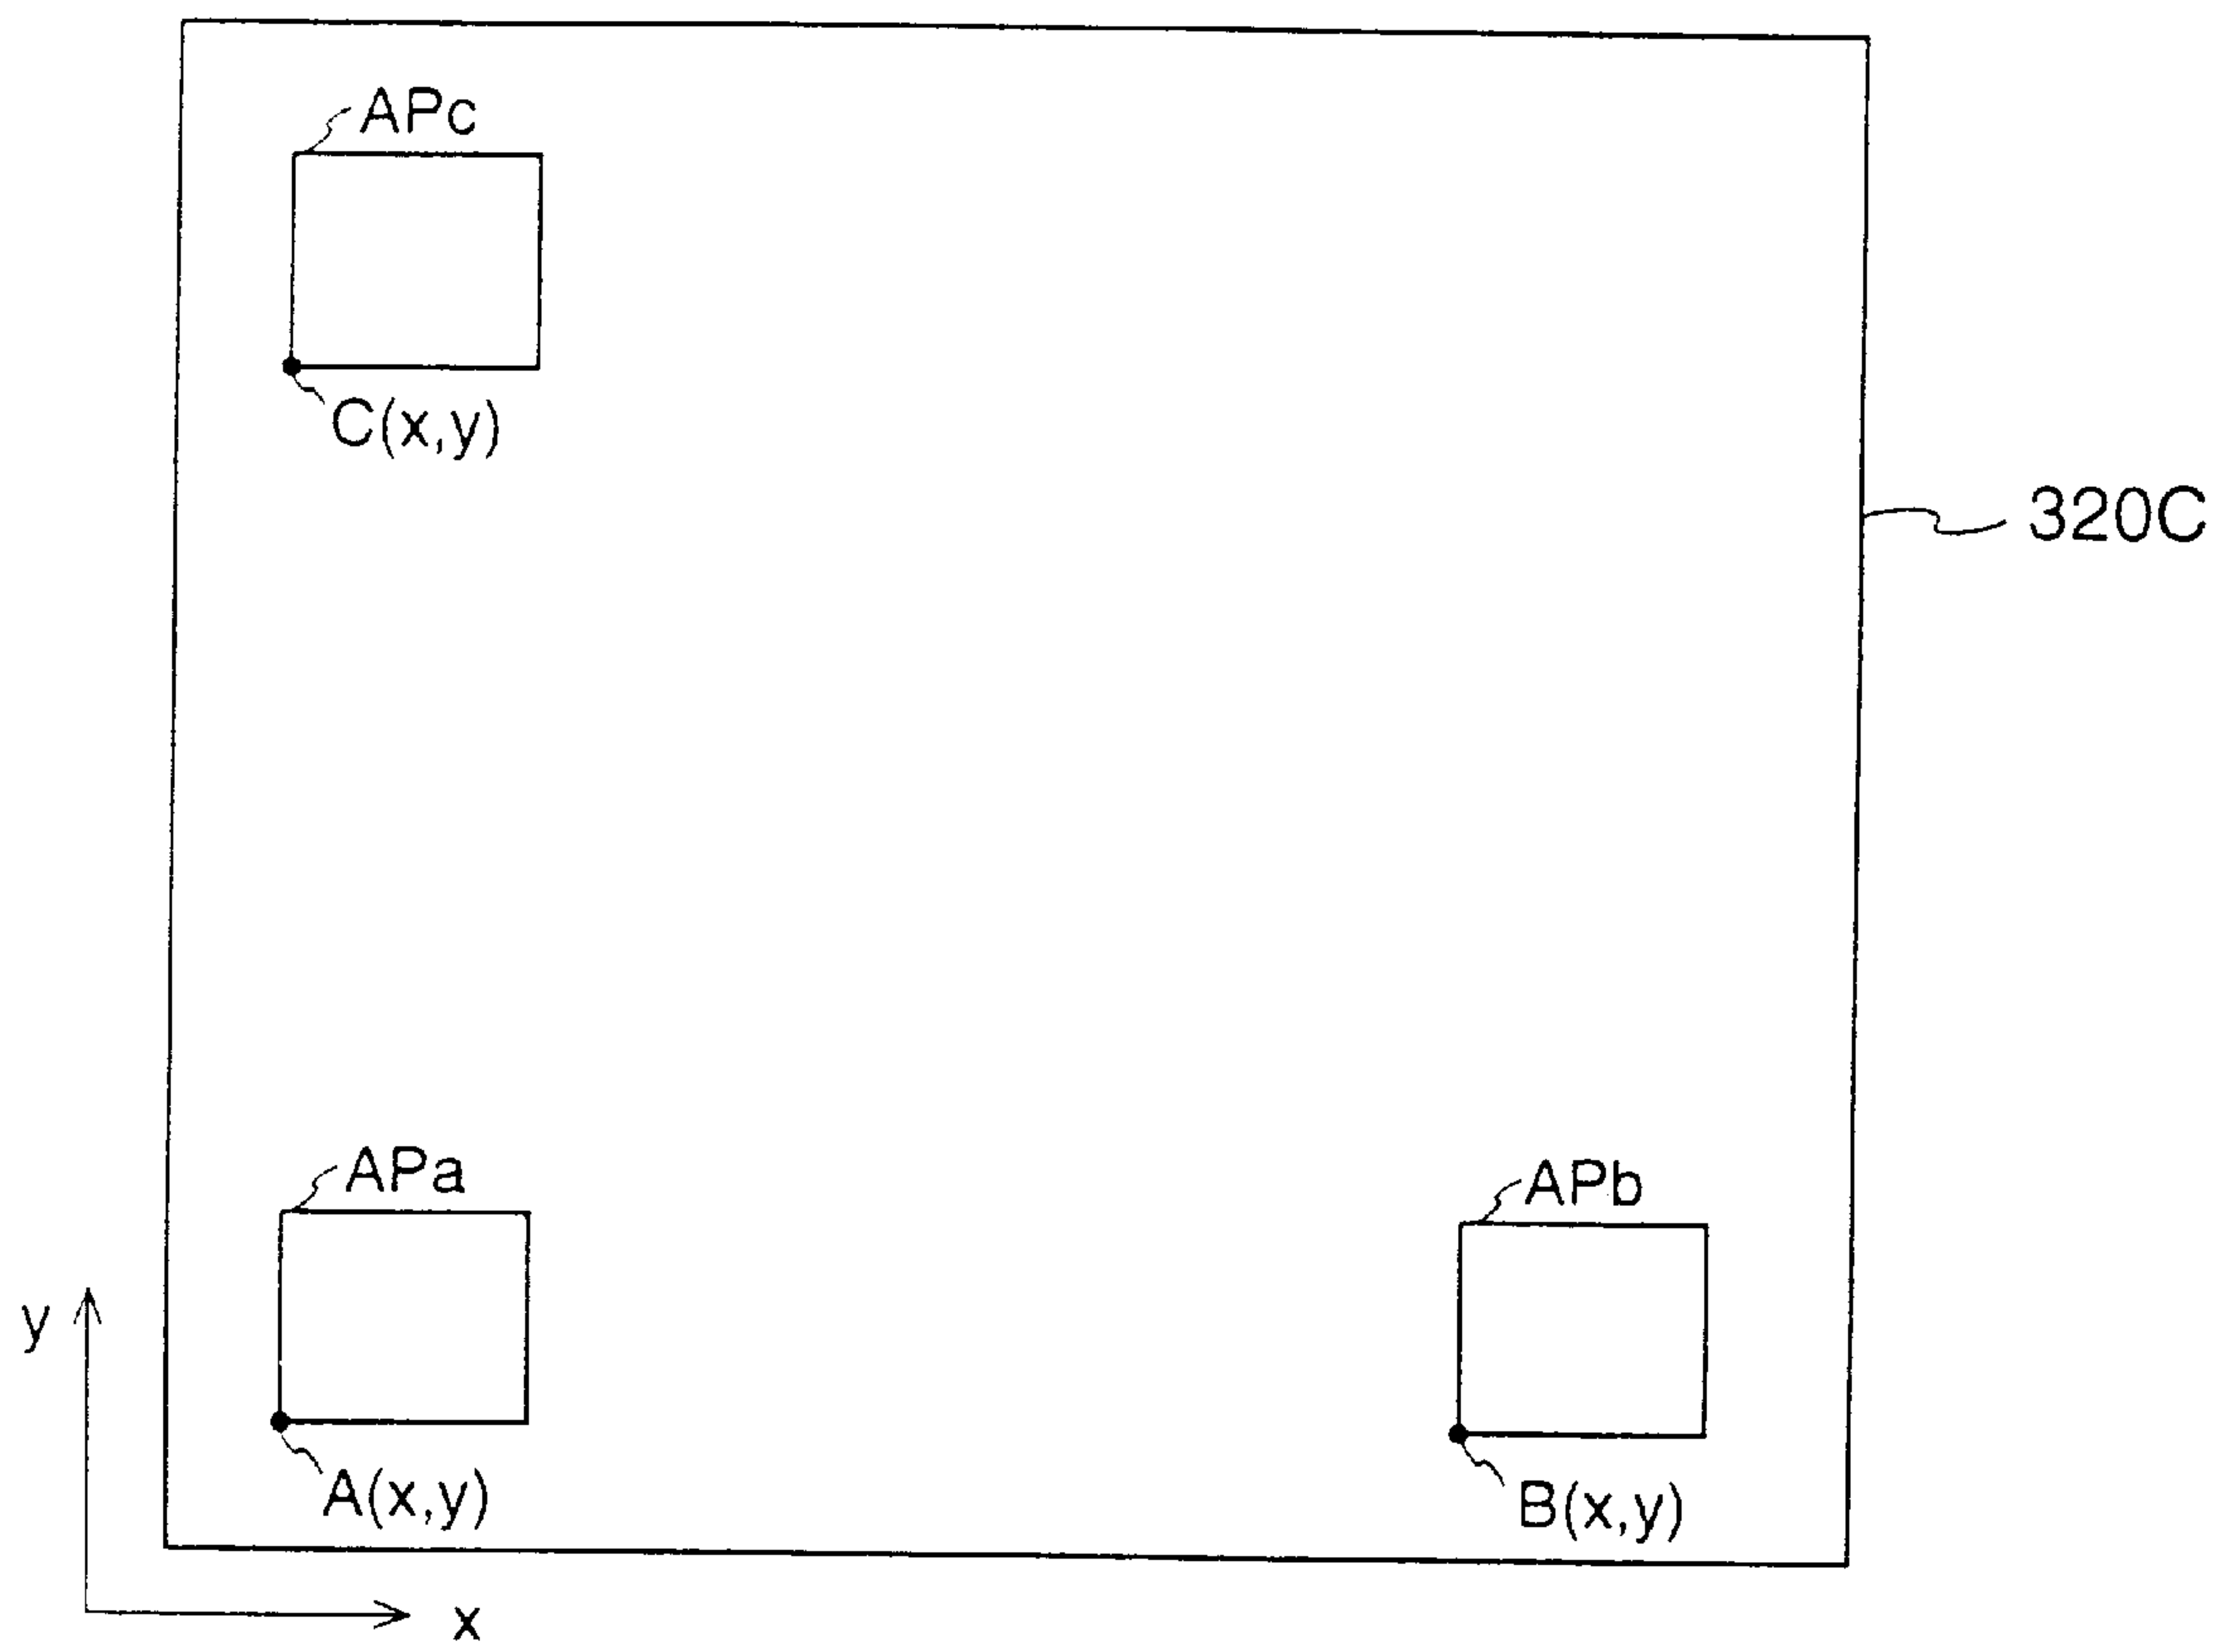 APc
C(x,y)
320C
APa
APb
y
A(x,y)
B(x,y)
x